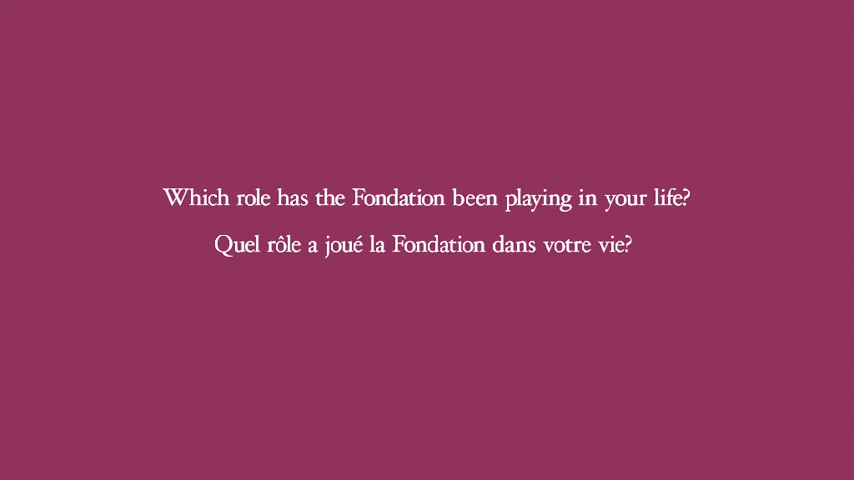 Which role has the Fondation been playing in your life?
Quel rôle a joué la Fondation dans votre vie?